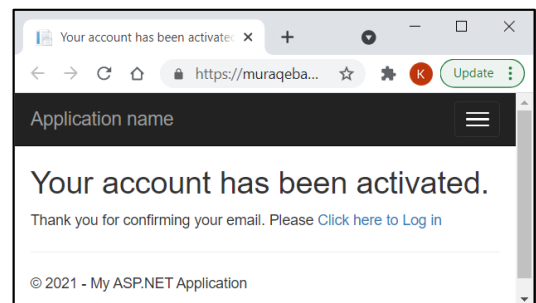 Your account has been activated
https://muraqeba...
K
Update
Application name
Your account has been activated.
Thank you for confirming your email. Please Click here to Log in
© 2021 - My ASP.NET Application